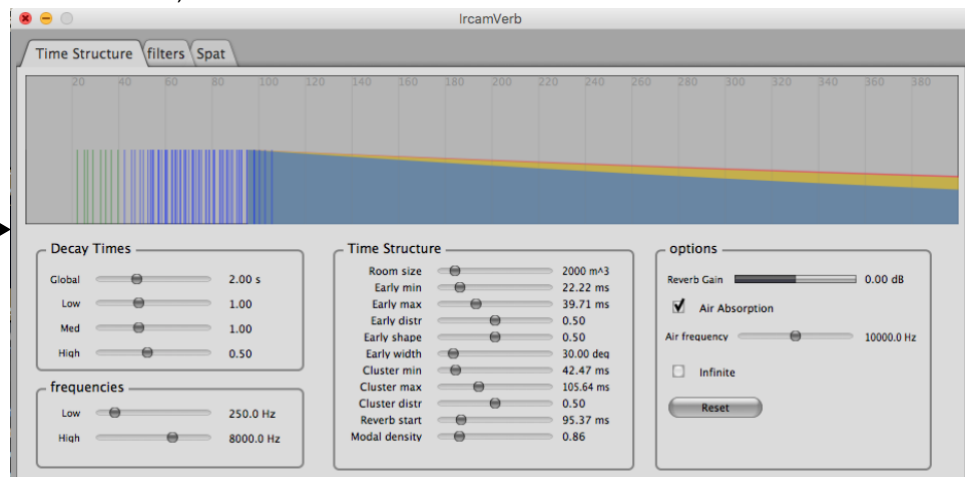 IrcamVerb
Time Structure filters Spat
20 40 60 80 100 120 140 160 180 200 220 240 260 280 300 320 340 360 380
Decay Times
Global 2.00 s
Low 1.00
Med 1.00
High 0.50
frequencies
Low 250.0 Hz
High 8000.0 Hz
Time Structure
Room size 2000 m^3
Early min 22.22 ms
Early max 39.71 ms
Early distr 0.50
Early shape 0.50
Early width 30.00 deg
Cluster min 42.47 ms
Cluster max 105.64 ms
Cluster distr 0.50
Reverb start 95.37 ms
Modal density 0.86
options
Reverb Gain 0.00 dB
Air Absorption
Air frequency 10000.0 Hz
Infinite
Reset